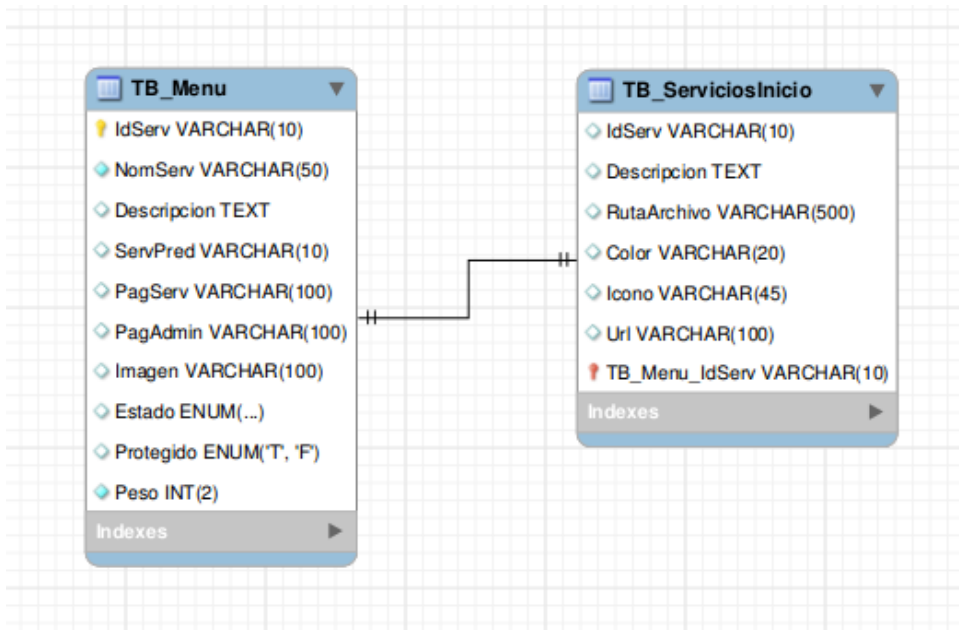 TB_Menu
IdServ VARCHAR(10)
NomServ VARCHAR(50)
Descripcion TEXT
ServPred VARCHAR(10)
PagServ VARCHAR(100)
PagAdmin VARCHAR(100)
Imagen VARCHAR(100)
Estado ENUM(...)
Protegido ENUM('T', 'F')
Peso INT(2)
Indexes
TB_ServiciosInicio
IdServ VARCHAR(10)
Descripcion TEXT
RutaArchivo VARCHAR(500)
Color VARCHAR(20)
Icono VARCHAR(45)
Url VARCHAR(100)
TB_Menu_IdServ VARCHAR(10)
Indexes